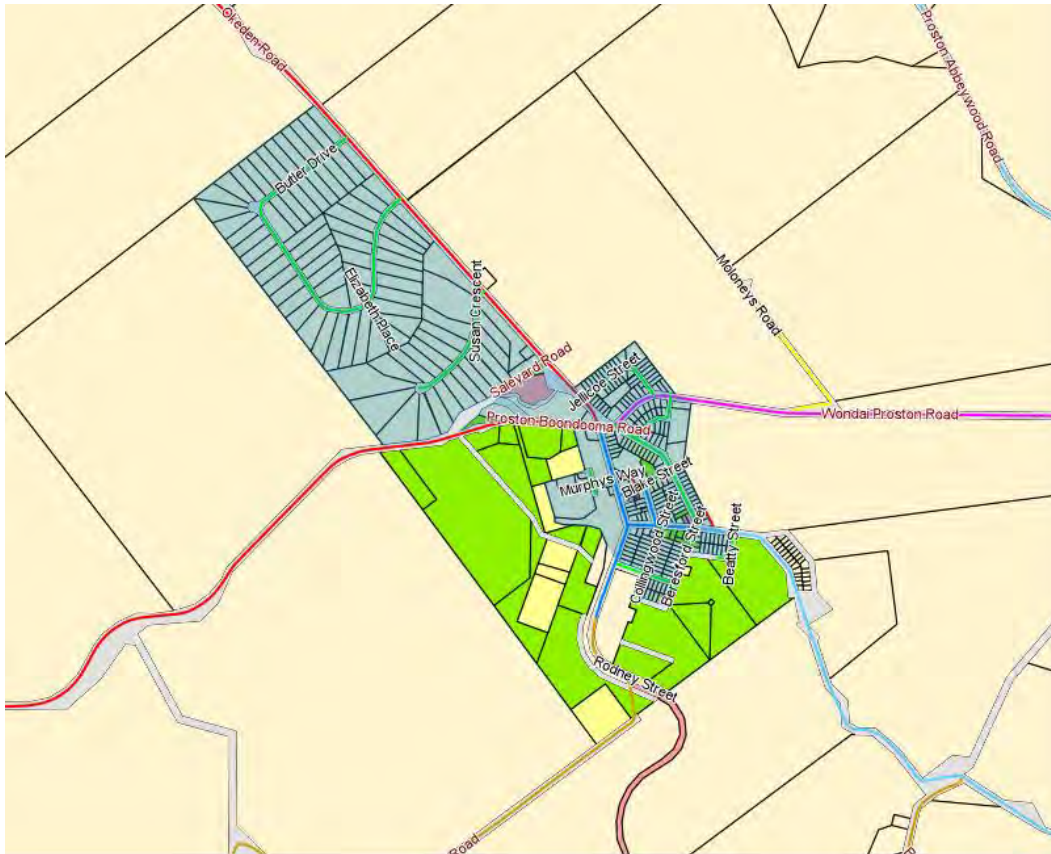 Okeden Road
Proston Abbeywood Road
Butler Drive
Moloneys Road
Elizabeth Place
Susan Crescent
Saleyard Road
Jellicoe Street
Wondai Proston Road
Proston Boondooma Road
Murphys Way
Blake Street
Collingwood Street
Beresford Street
Beatty Street
Rodney Street
Road